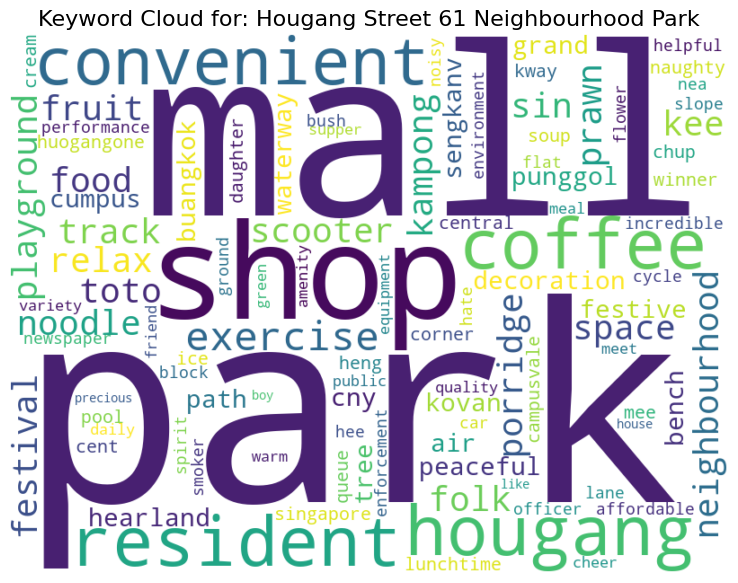 Keyword Cloud for: Hougang Street 61 Neighbourhood Park
cream
convenient
noisy
grand
helpful
kway
naughty
nea
slope
fruit
mall
bush
supper
performance
huogangone
daughter
waterway
buangkok
kampong
sengkanv
environment
sin
prawn
flower
kee
soup
flat
chup
playground
food
cumpus
punggol
winner
meal
track
scooter
central
incredible
relax
shop
coffee
toto
ground
green
amenity
equipment
hate
decoration
cycle
variety
noodle
newspaper
friend
exercise
corner
porridge
festive
space
neighbourhood
meet
park
ice
block
heng
public
quality
kovan
car
campusvale
mee
house
bench
festival
precious
pool
daily
cent
path
boy
cny
spirit
smoker
warm
hee
queue
tree
enforcement
air
peaceful
like
folk
lane
officer
affordable
hearland
singapore
resident
hougang
lunchtime
cheer